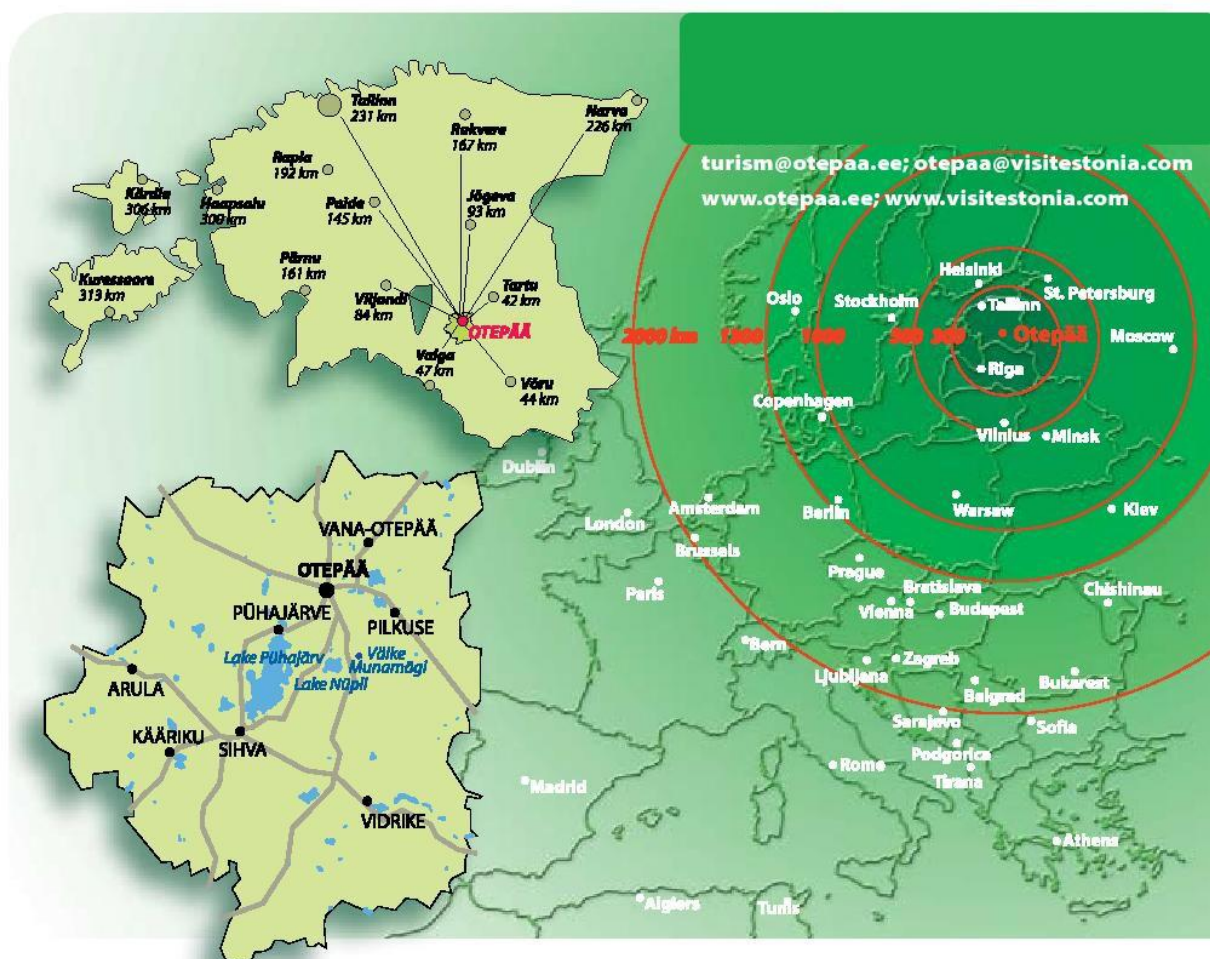 Tallinn
231 km
Rakvere
167 km
Narva
226 km
Rapla
192 km
Kärdla
306 km
Haapsalu
300 km
Paide
145 km
Jõgeva
93 km
Kuressaare
313 km
Pärnu
161 km
Viljandi
84 km
Tartu
42 km
OTEPÄÄ
Valga
47 km
Võru
44 km
turism@otepaa.ee; otepaa@visitestonia.com
www.otepaa.ee; www.visitestonia.com
Helsinki
St. Petersburg
Oslo
Stockholm
Tallinn
2000 km
1000
300
Otepää
Moscow
Riga
Copenhagen
Vilnius
Minsk
Dublin
London
Amsterdam
Berlin
Warsaw
Kiev
Brussels
Prague
Paris
Bratislava
Vienna
Budapest
Chishinau
Bern
Ljubljana
Zagreb
Belgrad
Bukarest
Sarajevo
Sofia
Podgorica
Rome
Tirana
Madrid
Athens
Algiers
Tunis
VANA-OTEPÄÄ
OTEPÄÄ
PÜHAJÄRVE
PILKUSE
Lake Pühajärv
Väike
Munamägi
Lake Nüpli
ARULA
KÄÄRIKU
SIHVA
VIDRIKE